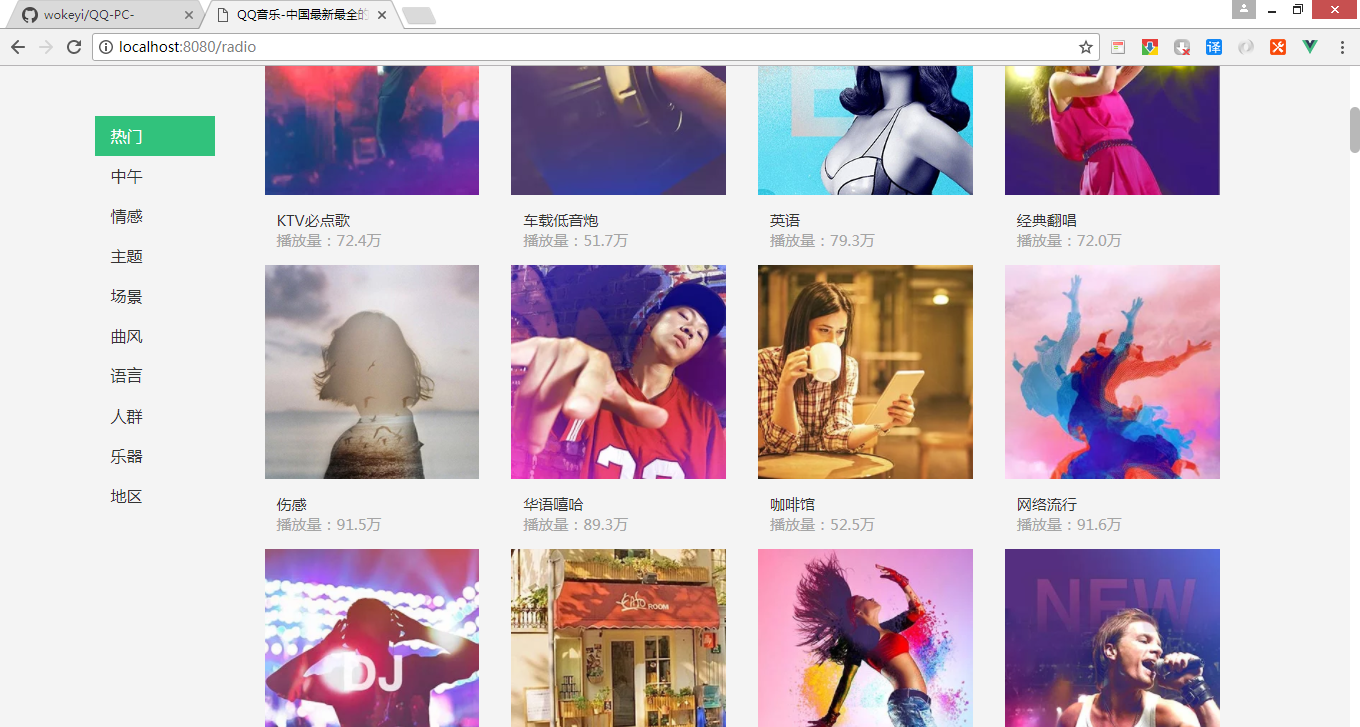 wokeyi/QQ-PC-
QQ音乐-中国最新最全的
localhost:8080/radio
译
热门
中午
情感
主题
场景
曲风
语言
人群
乐器
地区
KTV必点歌
播放量：72.4万
车载低音炮
播放量：51.7万
英语
播放量：79.3万
经典翻唱
播放量：72.0万
伤感
播放量：91.5万
华语嘻哈
播放量：89.3万
咖啡馆
播放量：52.5万
网络流行
播放量：91.6万
DJ
ROOM
NEW